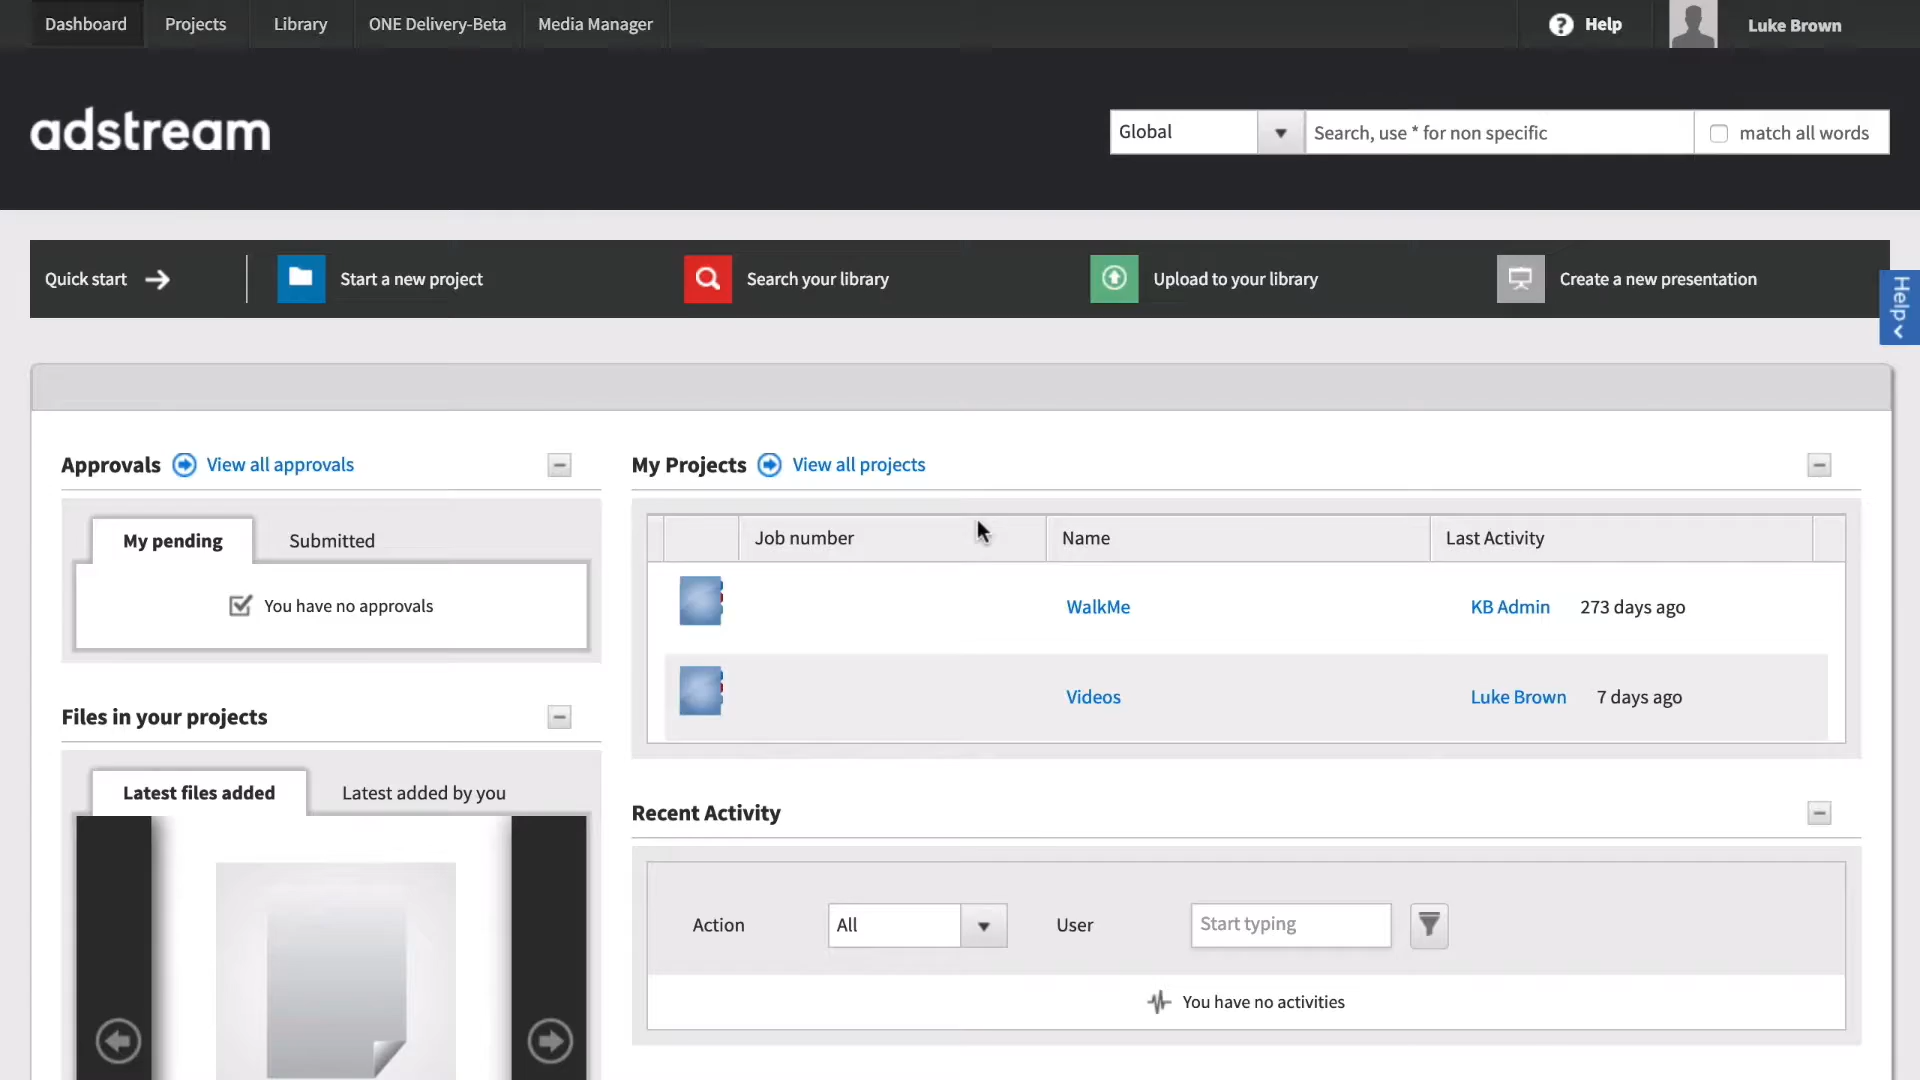 Dashboard Projects Library ONE Delivery-Beta Media Manager Help Luke Brown
adstream
Global Search, use * for non specific match all words
Quick start Start a new project Search your library Upload to your library Create a new presentation
Help
Approvals View all approvals
My pending Submitted
You have no approvals
Files in your projects
Latest files added Latest added by you
My Projects View all projects
Job number Name Last Activity
WalkMe KB Admin 273 days ago
Videos Luke Brown 7 days ago
Recent Activity
Action All User Start typing
You have no activities